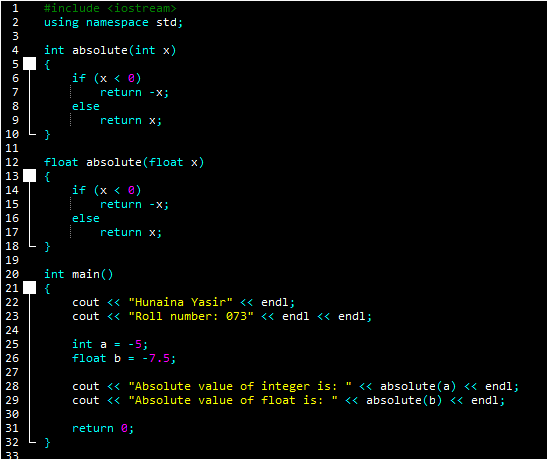 1 #include <iostream>
2 using namespace std;
3
4 int absolute(int x)
5 {
6 if (x < 0)
7 return -x;
8 else
9 return x;
10 }
11
12 float absolute(float x)
13 {
14 if (x < 0)
15 return -x;
16 else
17 return x;
18 }
19
20 int main()
21 {
22 cout << "Hunaina Yasir" << endl;
23 cout << "Roll number: 073" << endl << endl;
24
25 int a = -5;
26 float b = -7.5;
27
28 cout << "Absolute value of integer is: " << absolute(a) << endl;
29 cout << "Absolute value of float is: " << absolute(b) << endl;
30
31 return 0;
32 }
33